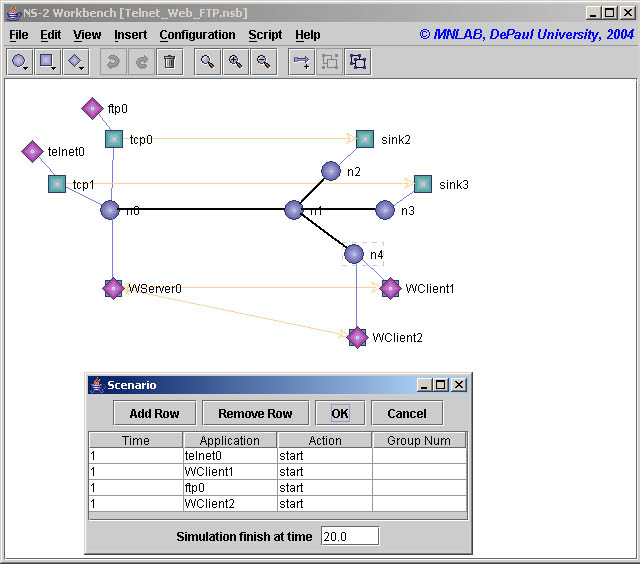 NS-2 Workbench [Telnet_Web_FTP.nsb]
File Edit View Insert Configuration Script Help © MNLAB, DePaul University, 2004
ftp0
tcp0
sink2
telnet0
n2
tcp1
sink3
n0
n1
n3
n4
WServer0
WClient1
WClient2
Scenario
Add Row Remove Row OK Cancel
Time Application Action Group Num
1 telnet0 start
1 WClient1 start
1 ftp0 start
1 WClient2 start
Simulation finish at time 20.0